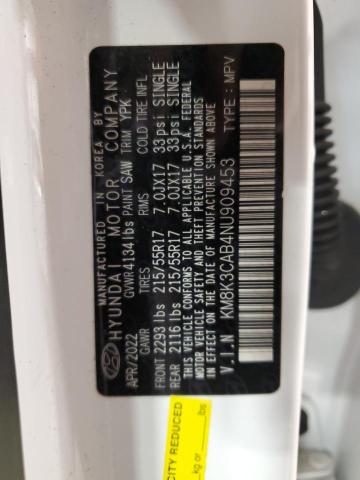 MANUFACTURED IN KOREA BY
HYUNDAI MOTOR COMPANY
APR/2022 GVWR 4134 lbs PAINT SAW TRIM YPK
GAWR TIRES RIMS COLD TIRE INFL
FRONT 2293 lbs 215/55R17 7.0JX17 33psi SINGLE
REAR 2116 lbs 215/55R17 7.0JX17 33psi SINGLE
THIS VEHICLE CONFORMS TO ALL APPLICABLE U.S.A. FEDERAL
MOTOR VEHICLE SAFETY, BUMPER, AND THEFT PREVENTION STANDARDS
IN EFFECT ON THE DATE OF MANUFACTURE SHOWN ABOVE
V.I.N : KM8K3CAB4NU909453 TYPE : MPV
CITY REDUCED
kg or lbs